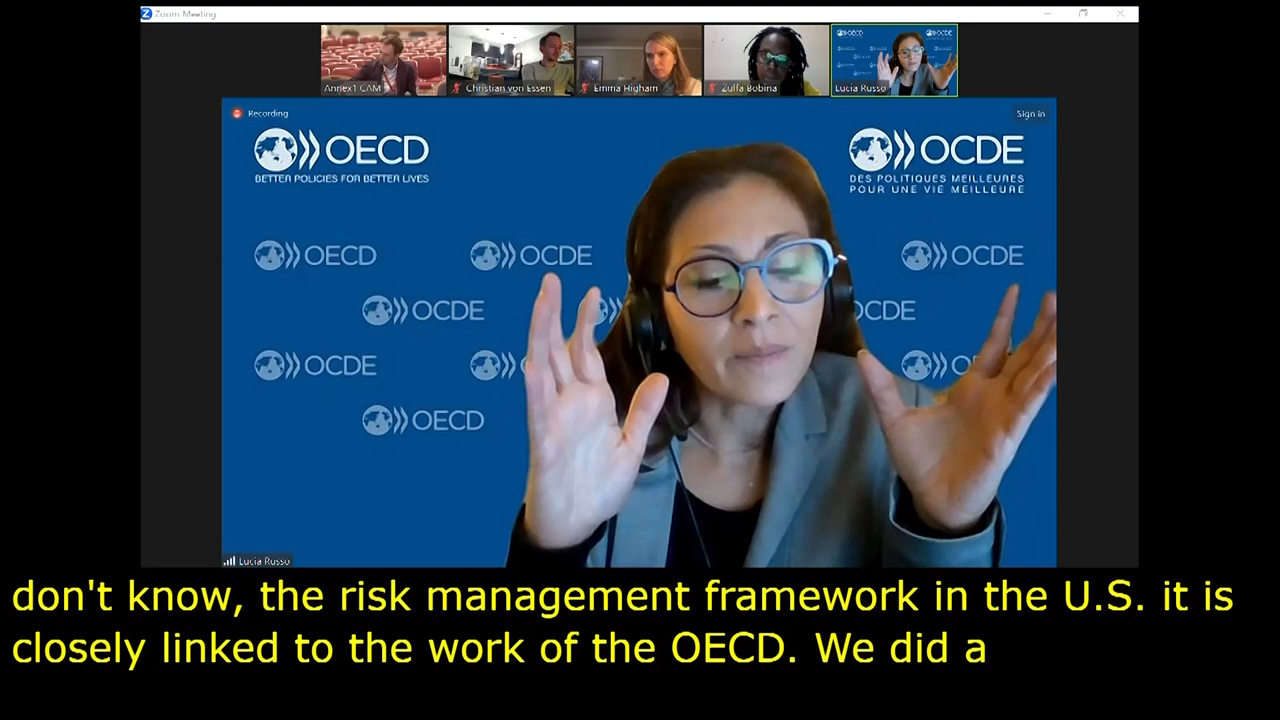 Zoom Meeting
Annex1 CAM
Christian von Essen
Emma Higham
Zulfa Bobina
Lucia Russo
Recording
Sign in
OECD
BETTER POLICIES FOR BETTER LIVES
OCDE
DES POLITIQUES MEILLEURES
POUR UNE VIE MEILLEURE
OECD
OCDE
OCDE
OCDE
OCDE
OECD
OECD
Lucia Russo
don't know, the risk management framework in the U.S. it is
closely linked to the work of the OECD. We did a